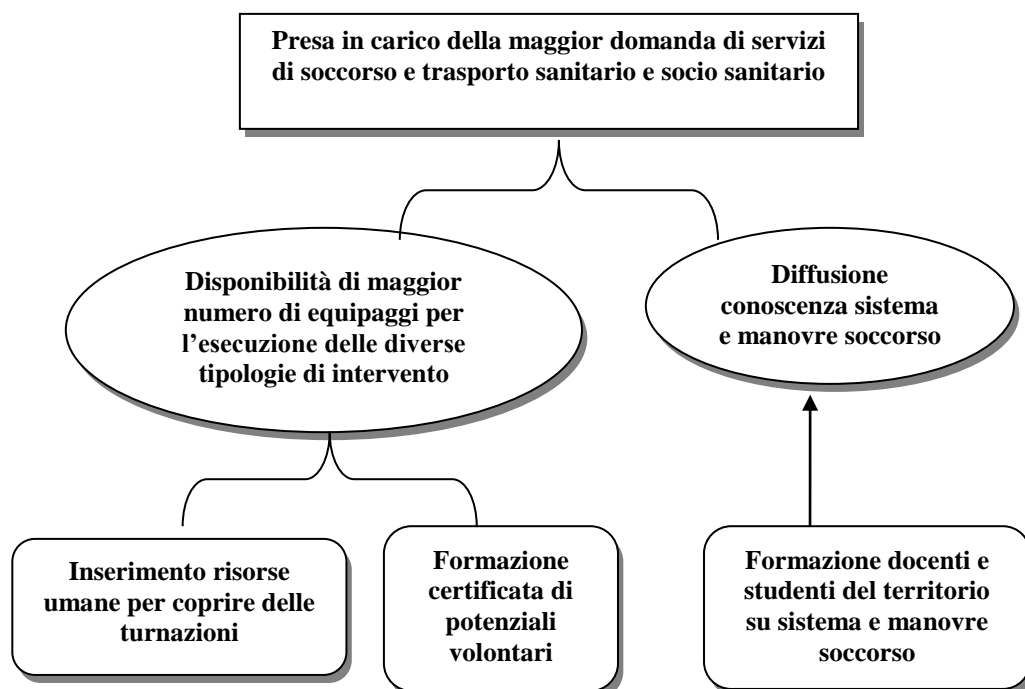 Presa in carico della maggior domanda di servizi
di soccorso e trasporto sanitario e socio sanitario
Disponibilità di maggior
numero di equipaggi per
l’esecuzione delle diverse
tipologie di intervento
Diffusione
conoscenza sistema
e manovre soccorso
Inserimento risorse
umane per coprire delle
turnazioni
Formazione
certificata di
potenziali
volontari
Formazione docenti e
studenti del territorio
su sistema e manovre
soccorso